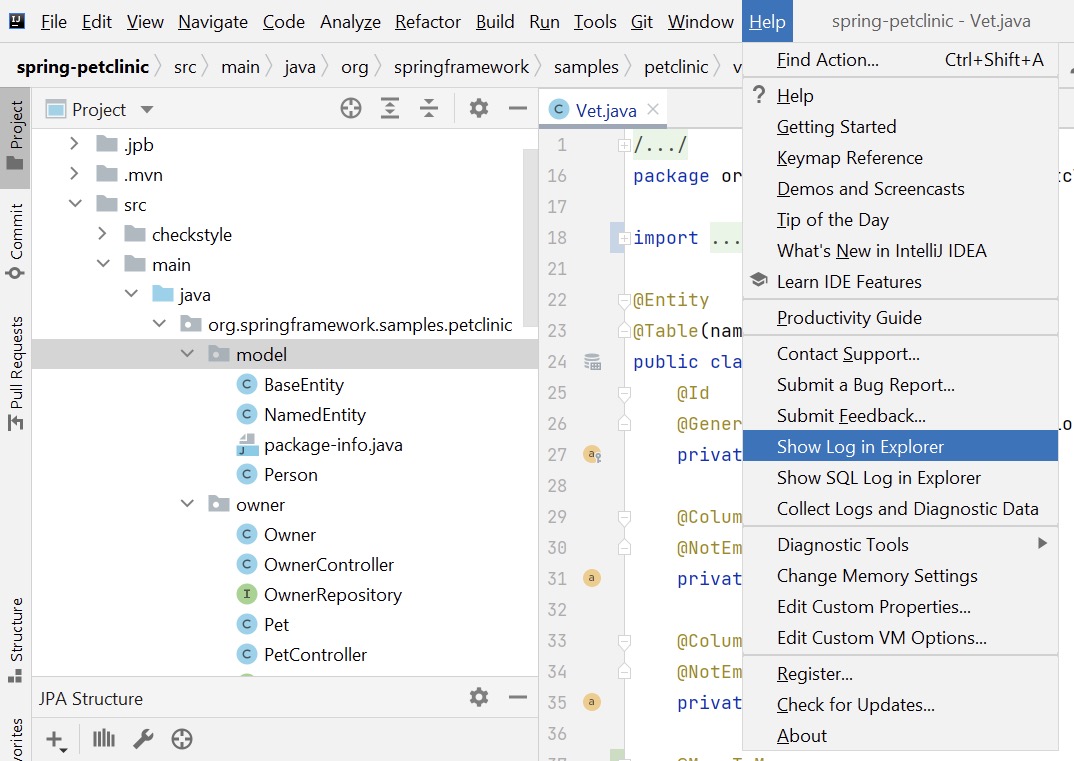 File Edit View Navigate Code Analyze Refactor Build Run Tools Git Window Help spring-petclinic - Vet.java
spring-petclinic src main java org springframework samples petclinic v
Project
Commit
Pull Requests
Structure
Project
.jpb
.mvn
src
checkstyle
main
java
org.springframework.samples.petclinic
model
BaseEntity
NamedEntity
package-info.java
Person
owner
Owner
OwnerController
OwnerRepository
Pet
PetController
JPA Structure
Vet.java
1 /.../
16 package or
17
18 import ...
21
22 @Entity
23 @Table(nam
24 public cla
25 @Id
26 @Gener
27 privat
28
29 @Colum
30 @NotEm
31 privat
32
33 @Colum
34 @NotEm
35 privat
36
Find Action... Ctrl+Shift+A
? Help
Getting Started
Keymap Reference
Demos and Screencasts
Tip of the Day
What's New in IntelliJ IDEA
Learn IDE Features
Productivity Guide
Contact Support...
Submit a Bug Report...
Submit Feedback...
Show Log in Explorer
Show SQL Log in Explorer
Collect Logs and Diagnostic Data
Diagnostic Tools
Change Memory Settings
Edit Custom Properties...
Edit Custom VM Options...
Register...
Check for Updates...
About